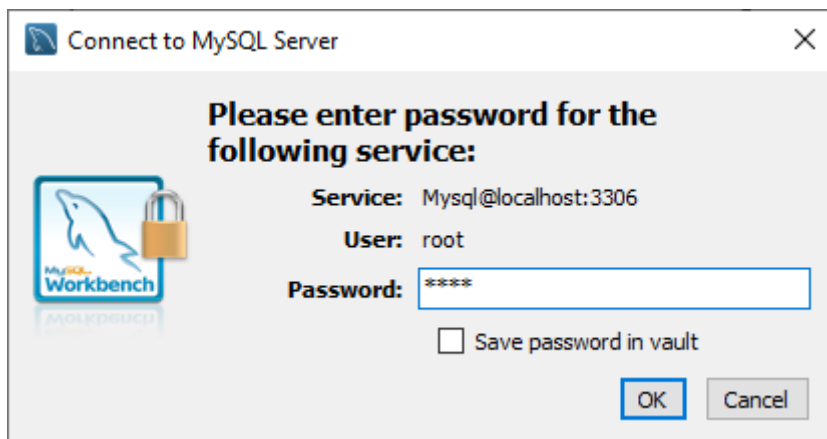 Connect to MySQL Server
Please enter password for the
following service:
Service: Mysql@localhost:3306
User: root
Password: ****
MySQL
Workbench
Save password in vault
OK Cancel